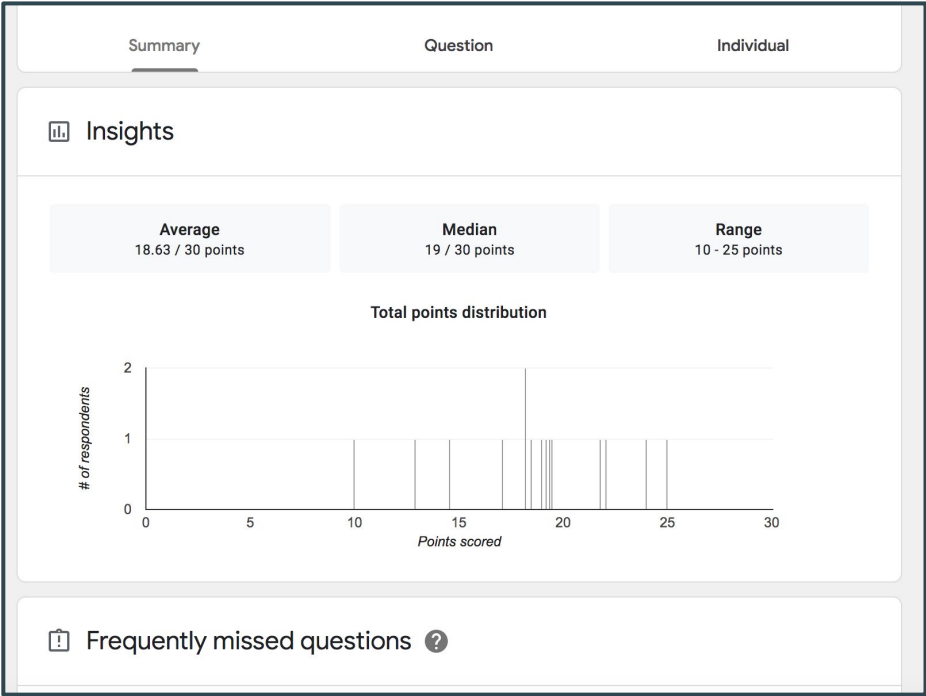 Summary Question Individual
Insights
Average Median Range
18.63 / 30 points 19 / 30 points 10 - 25 points
Total points distribution
2
1
0
# of respondents
0 5 10 15 20 25 30
Points scored
Frequently missed questions ?